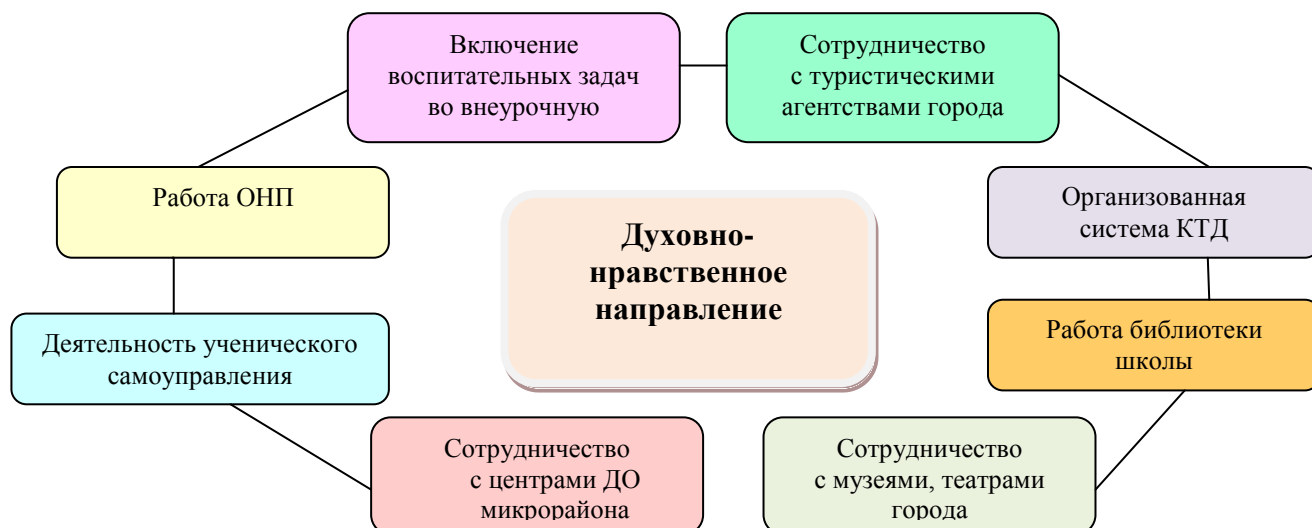 Включение
воспитательных задач
во внеурочную
Сотрудничество
с туристическими
агентствами города
Работа ОНП
Организованная
система КТД
Духовно-
нравственное
направление
Деятельность ученического
самоуправления
Работа библиотеки
школы
Сотрудничество
с центрами ДО
микрорайона
Сотрудничество
с музеями, театрами
города